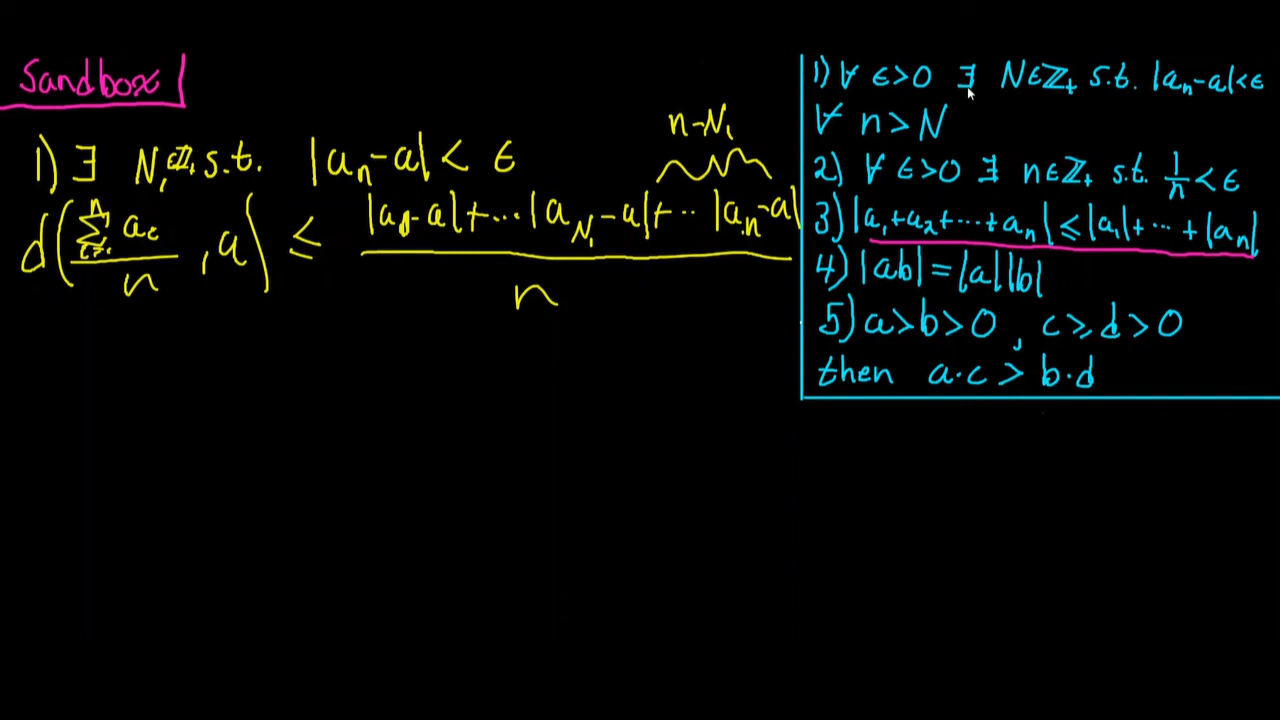 Sandbox
1) ∃ N₁∈ℤ₊ s.t. |aₙ-a| < ϵ
n-N₁
d( (∑ᵢ₌₁ⁿ aᵢ)/n , a ) ≤ (|a₁-a|+...|a_N₁-a|+..|aₙ-a|)/n
1) ∀ ϵ>0 ∃ N∈ℤ₊ s.t. |aₙ-a|<ϵ
∀ n>N
2) ∀ ϵ>0 ∃ n∈ℤ₊ s.t. 1/n < ϵ
3) |a₁+a₂+...+aₙ| ≤ |a₁|+...+|aₙ|
4) |ab| = |a||b|
5) a>b>0 , c≥d>0
then a·c > b·d